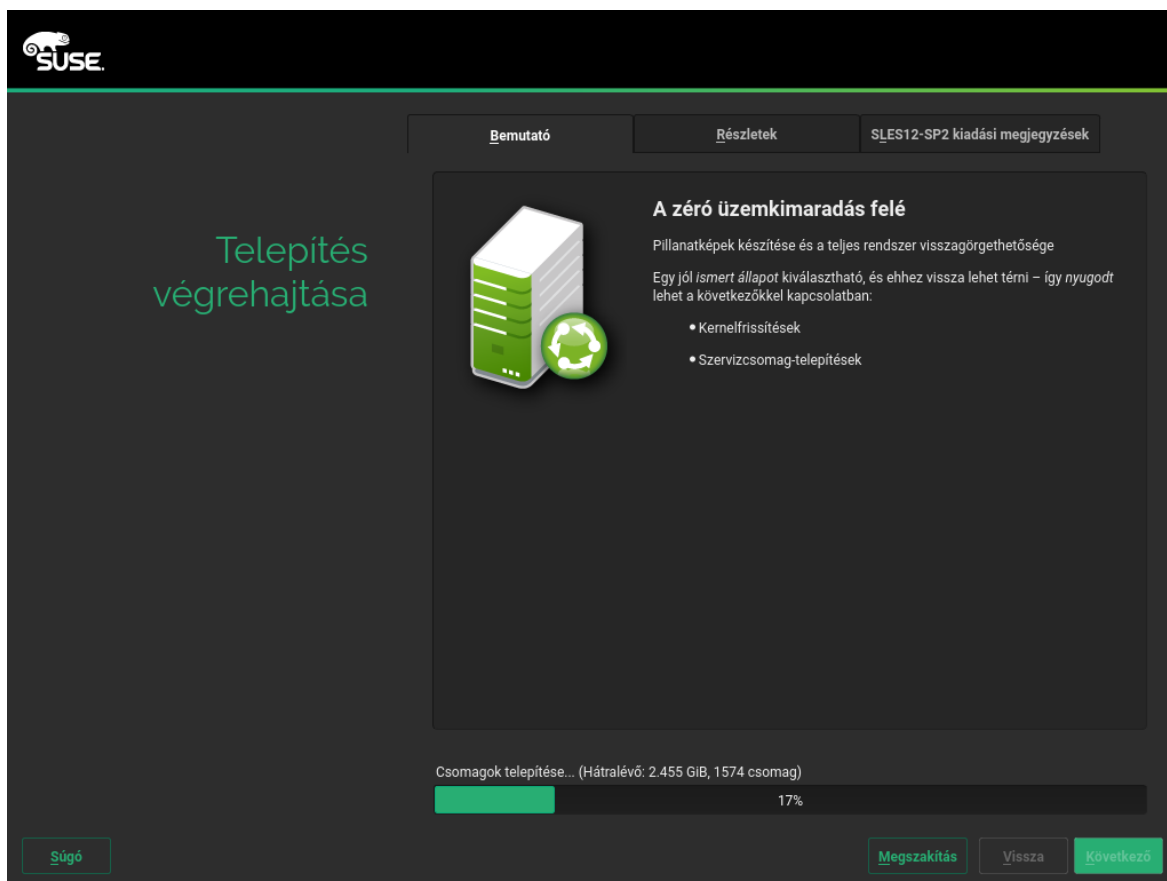 SUSE.
Bemutató
Részletek
SLES12-SP2 kiadási megjegyzések
Telepítés
végrehajtása
A zéró üzemkimaradás felé
Pillanatképek készítése és a teljes rendszer visszagörgethetősége
Egy jól ismert állapot kiválasztható, és ehhez vissza lehet térni – így nyugodt
lehet a következőkkel kapcsolatban:
• Kernelfrissítések
• Szervizcsomag-telepítések
Csomagok telepítése... (Hátralévő: 2.455 GiB, 1574 csomag)
17%
Súgó
Megszakítás
Vissza
Következő